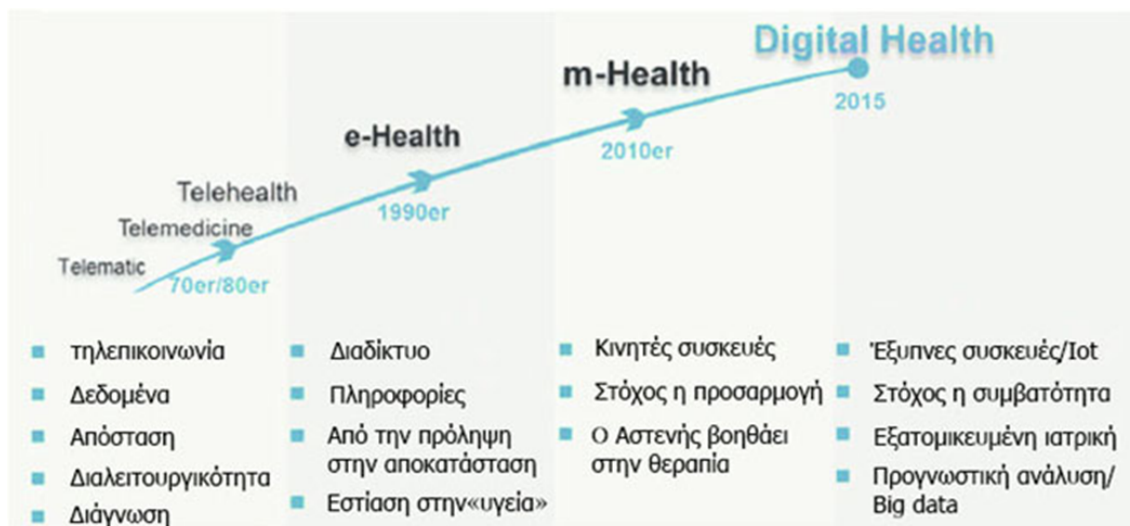 Digital Health
2015
m-Health
2010er
e-Health
1990er
Telehealth
Telemedicine
Telematic
70er/80er
τηλεπικοινωνία
Δεδομένα
Απόσταση
Διαλειτουργικότητα
Διάγνωση
Διαδίκτυο
Πληροφορίες
Από την πρόληψη
στην αποκατάσταση
Εστίαση στην«υγεία»
Κινητές συσκευές
Στόχος η προσαρμογή
Ο Αστενής βοηθάει
στην θεραπία
Έξυπνες συσκευές/Iot
Στόχος η συμβατότητα
Εξατομικευμένη ιατρική
Προγνωστική ανάλυση/
Big data